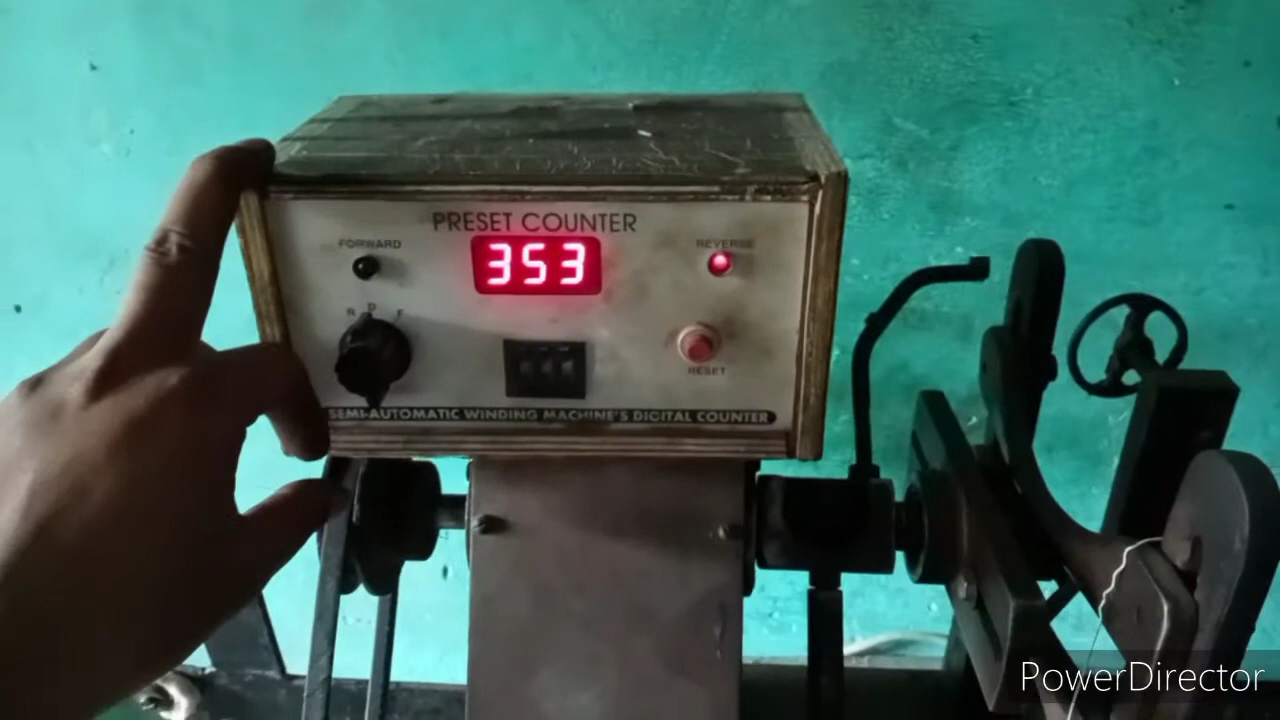 PRESET COUNTER
FORWARD
353
REVERSE
R O F
RESET
SEMI-AUTOMATIC WINDING MACHINE'S DIGITAL COUNTER
PowerDirector